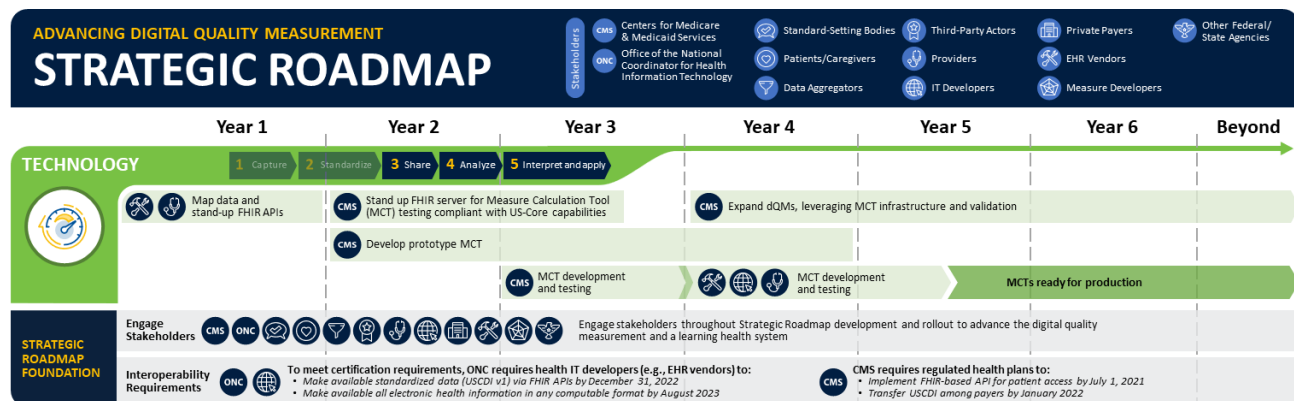 ADVANCING DIGITAL QUALITY MEASUREMENT
STRATEGIC ROADMAP
Stakeholders
CMS
Centers for Medicare
& Medicaid Services
ONC
Office of the National
Coordinator for Health
Information Technology
Standard-Setting Bodies
Patients/Caregivers
Data Aggregators
Third-Party Actors
Providers
IT Developers
Private Payers
EHR Vendors
Measure Developers
Other Federal/
State Agencies
Year 1
Year 2
Year 3
Year 4
Year 5
Year 6
Beyond
TECHNOLOGY
1 Capture
2 Standardize
3 Share
4 Analyze
5 Interpret and apply
Map data and
stand-up FHIR APIs
CMS
Stand up FHIR server for Measure Calculation Tool
(MCT) testing compliant with US-Core capabilities
CMS
Expand dQMs, leveraging MCT infrastructure and validation
CMS
Develop prototype MCT
CMS
MCT development
and testing
MCT development
and testing
MCTs ready for production
STRATEGIC
ROADMAP
FOUNDATION
Engage
Stakeholders
CMS
ONC
Engage stakeholders throughout Strategic Roadmap development and rollout to advance the digital quality
measurement and a learning health system
Interoperability
Requirements
ONC
To meet certification requirements, ONC requires health IT developers (e.g., EHR vendors) to:
• Make available standardized data (USCDI v1) via FHIR APIs by December 31, 2022
• Make available all electronic health information in any computable format by August 2023
CMS
CMS requires regulated health plans to:
• Implement FHIR-based API for patient access by July 1, 2021
• Transfer USCDI among payers by January 2022